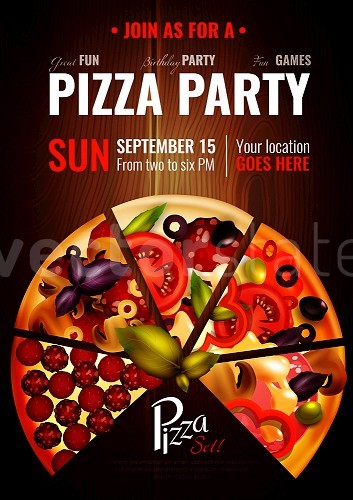 • JOIN AS FOR A •
Great FUN Birthday PARTY Fun GAMES
PIZZA PARTY
SUN SEPTEMBER 15 Your location
From two to six PM GOES HERE
Pizza
Set!